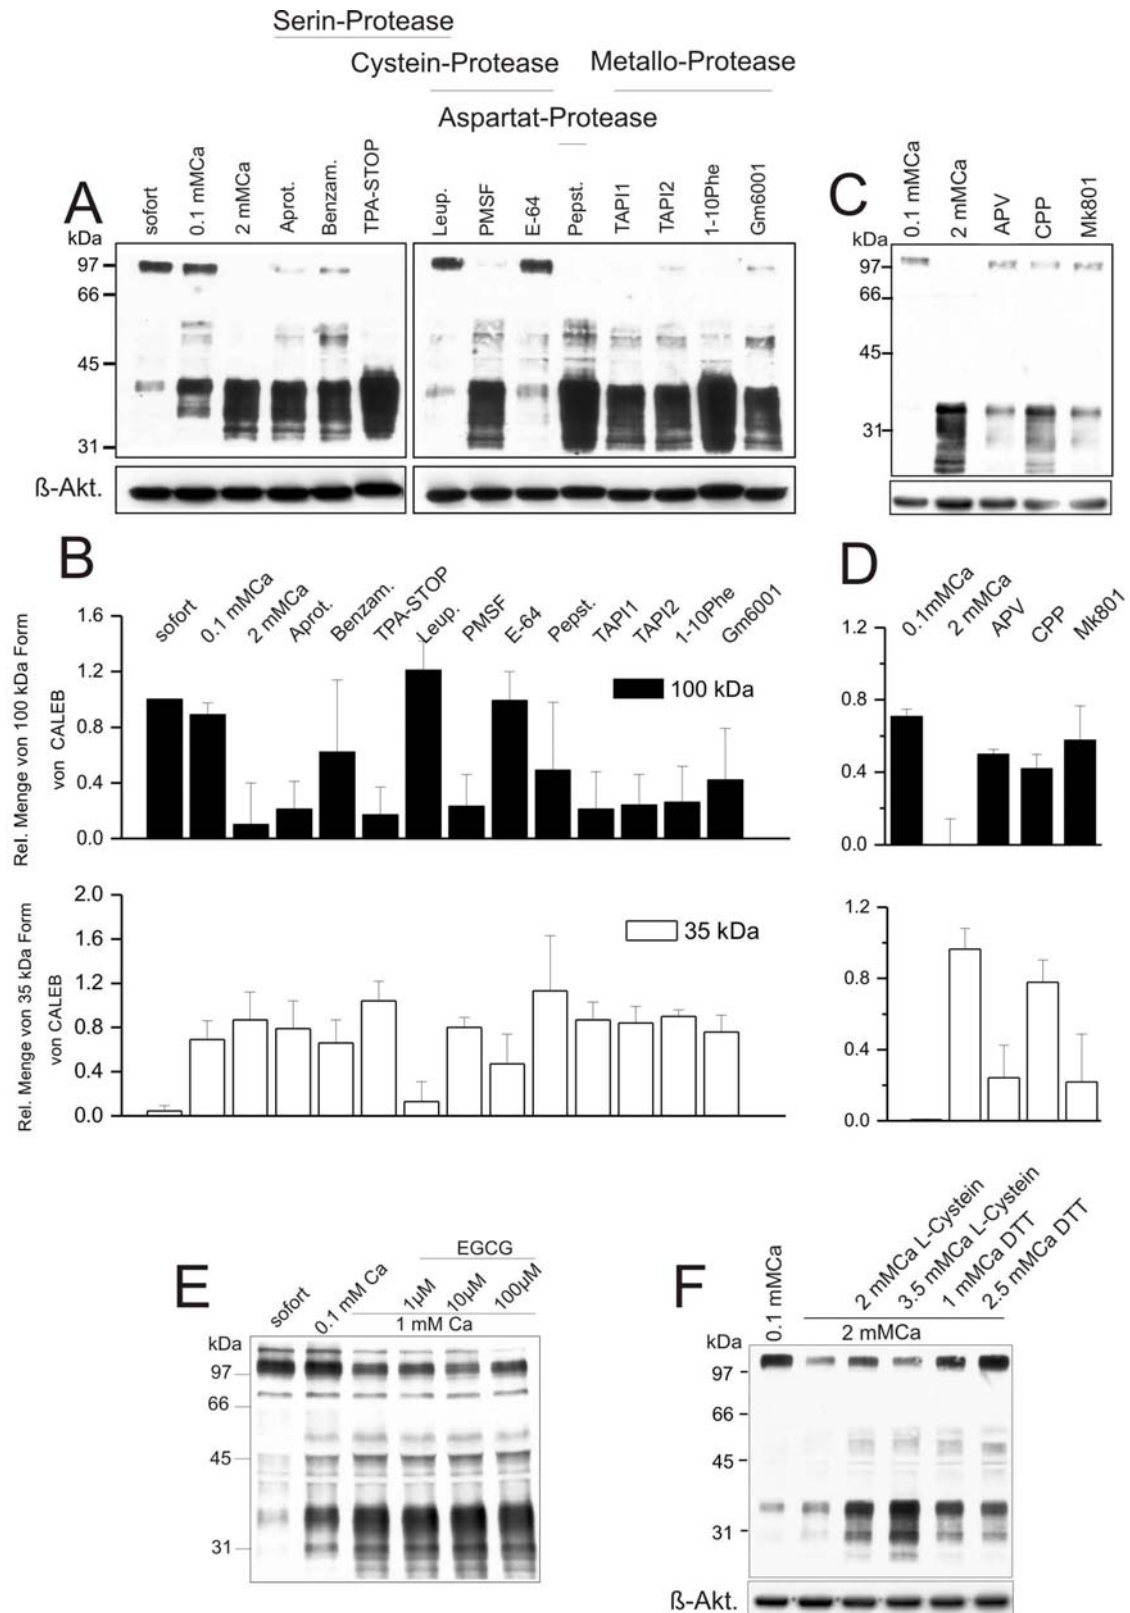 Serin-Protease
Cystein-Protease
Metallo-Protease
Aspartat-Protease
A
kDa
sofort
0.1 mMCa
2 mMCa
Aprot.
Benzam.
TPA-STOP
Leup.
PMSF
E-64
Pepst.
TAPI1
TAPI2
1-10Phe
Gm6001
97
66
45
31
ß-Akt.
C
kDa
0.1 mMCa
2 mMCa
APV
CPP
Mk801
97
66
45
31
B
Rel. Menge von 100 kDa Form
von CALEB
1.6
1.2
0.8
0.4
0.0
sofort
0.1 mMCa
2 mMCa
Aprot.
Benzam.
TPA-STOP
Leup.
PMSF
E-64
Pepst.
TAPI1
TAPI2
1-10Phe
Gm6001
100 kDa
D
1.2
0.8
0.4
0.0
0.1mMCa
2 mMCa
APV
CPP
Mk801
Rel. Menge von 35 kDa Form
von CALEB
2.0
1.6
1.2
0.8
0.4
0.0
35 kDa
1.2
0.8
0.4
0.0
E
sofort
0.1 mM Ca
EGCG
1µM
10µM
100µM
1 mM Ca
kDa
97
66
45
31
F
0.1 mMCa
2 mMCa L-Cystein
3.5 mMCa L-Cystein
1 mMCa DTT
2.5 mMCa DTT
2 mMCa
kDa
97
66
45
31
ß-Akt.